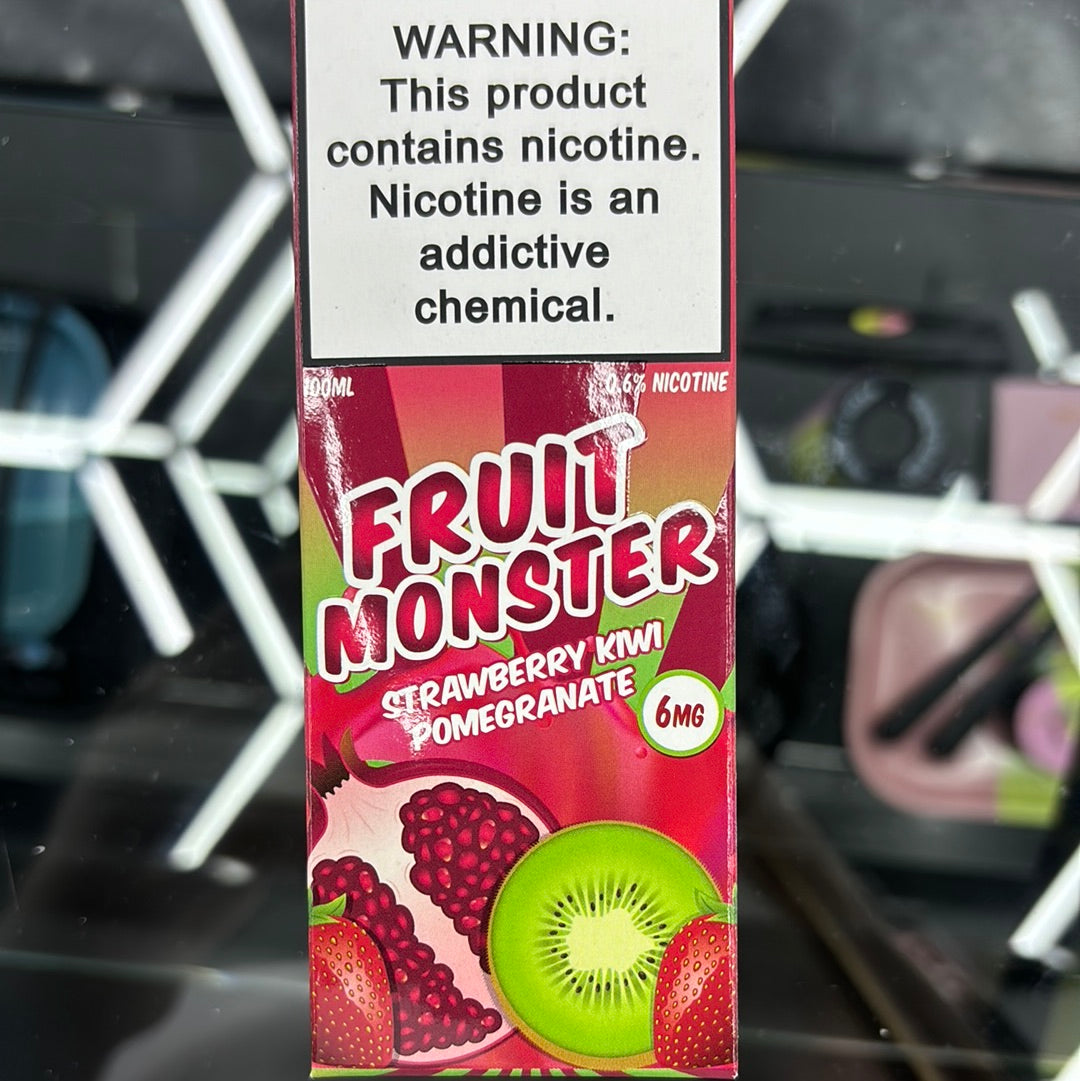 WARNING:
This product
contains nicotine.
Nicotine is an
addictive
chemical.
100ML
0.6% NICOTINE
FRUIT
MONSTER
STRAWBERRY KIWI
POMEGRANATE
6MG